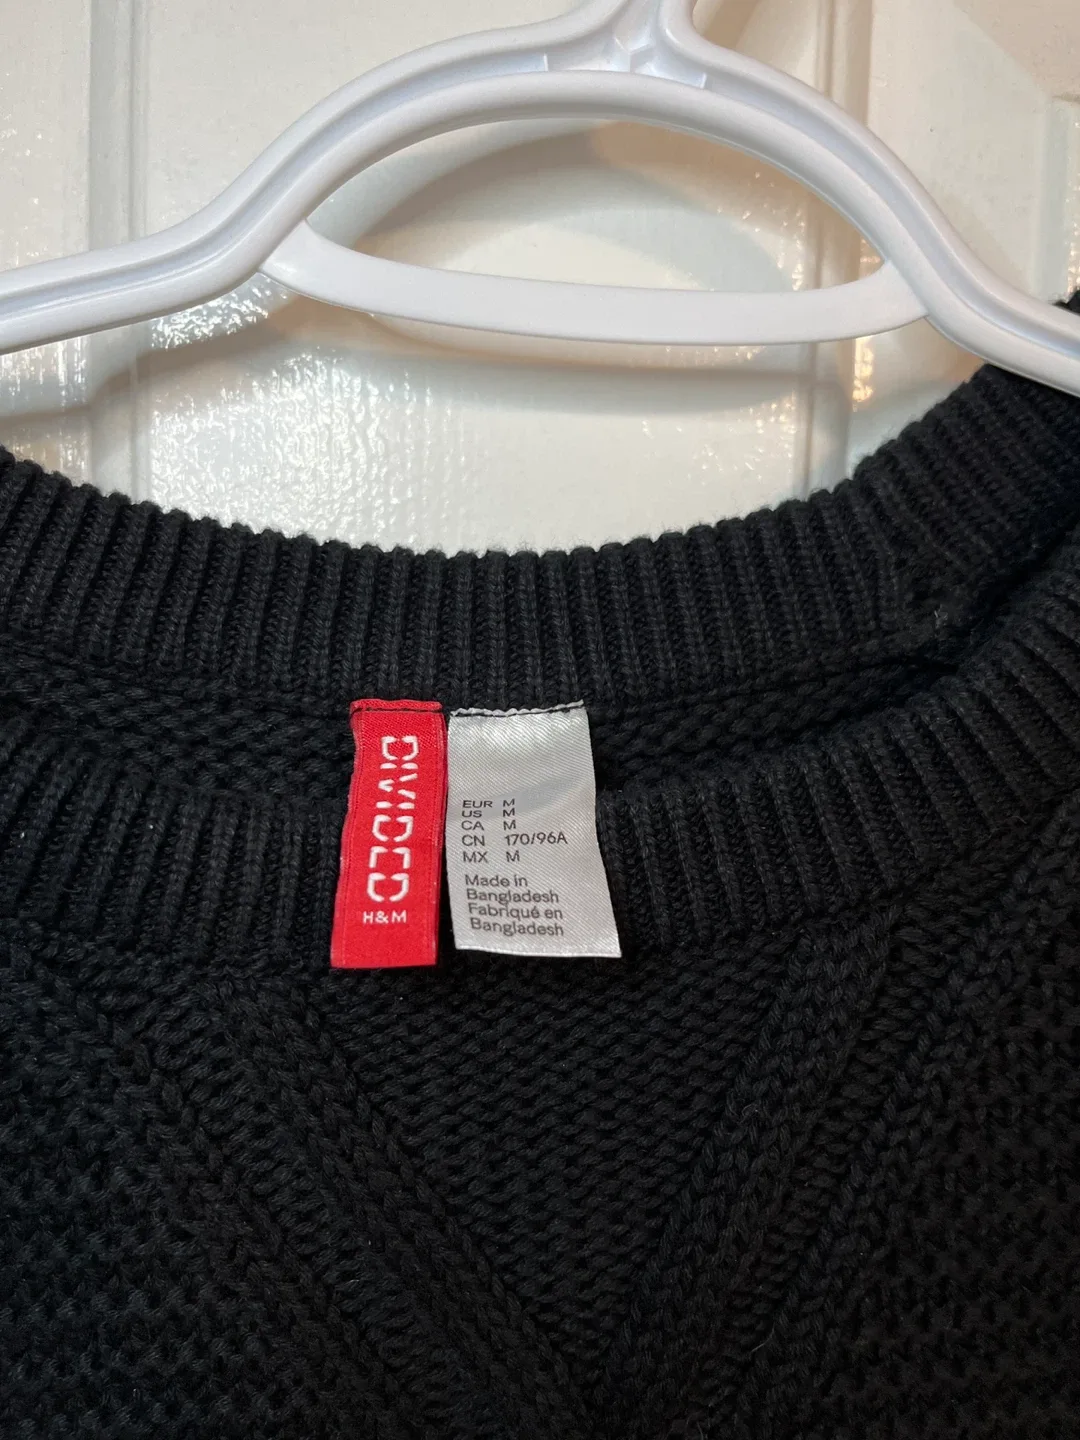 DIVIDED
H&M
EUR M
US M
CA M
CN 170/96A
MX M
Made in
Bangladesh
Fabriqué en
Bangladesh